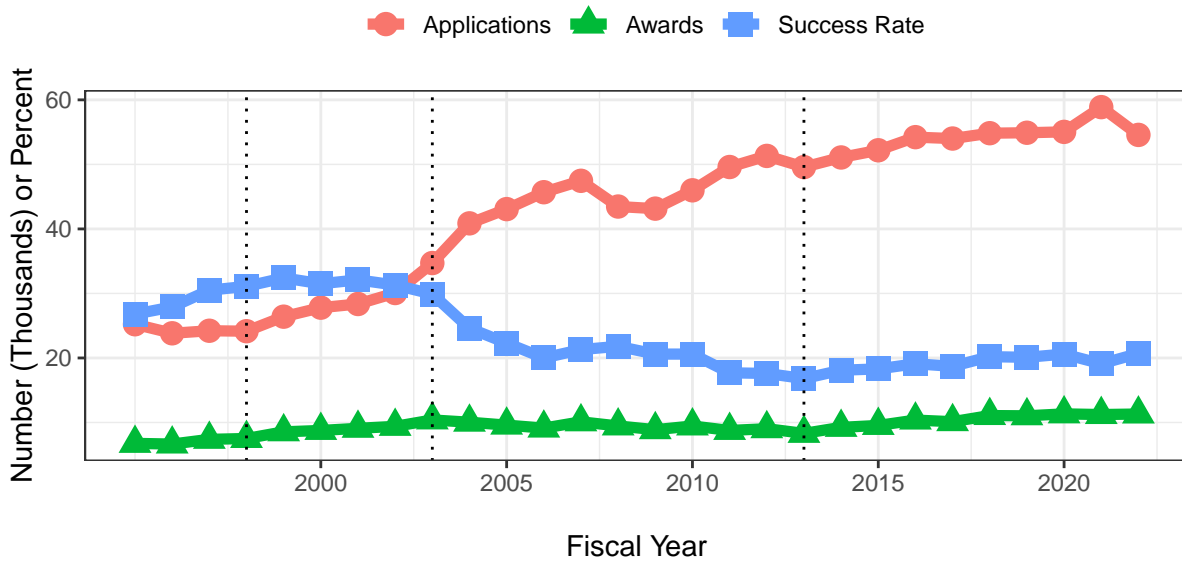 Applications Awards Success Rate
Number (Thousands) or Percent
60
40
20
2000 2005 2010 2015 2020
Fiscal Year